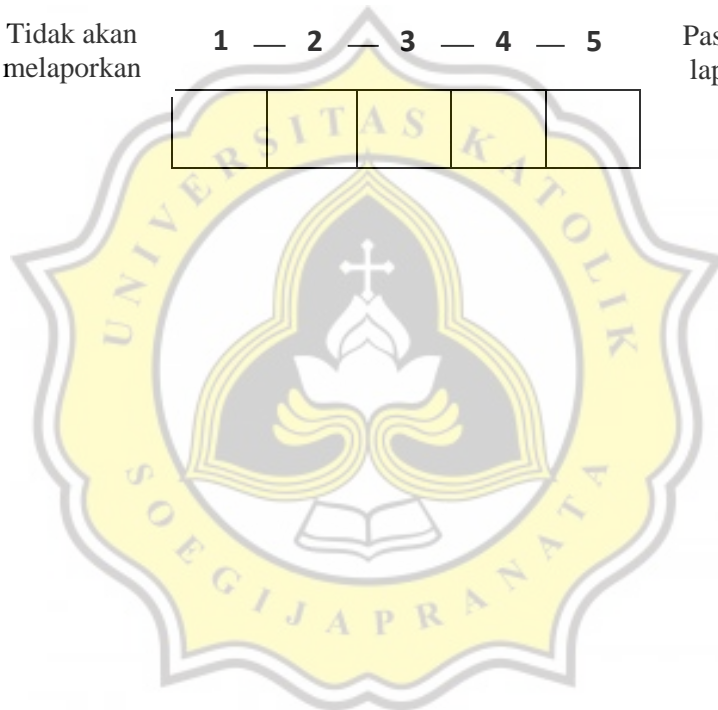 Tidak akan 1 — 2 — 3 — 4 — 5
melaporkan
UNIVERSITAS KATOLIK
SOEGIJAPRANATA